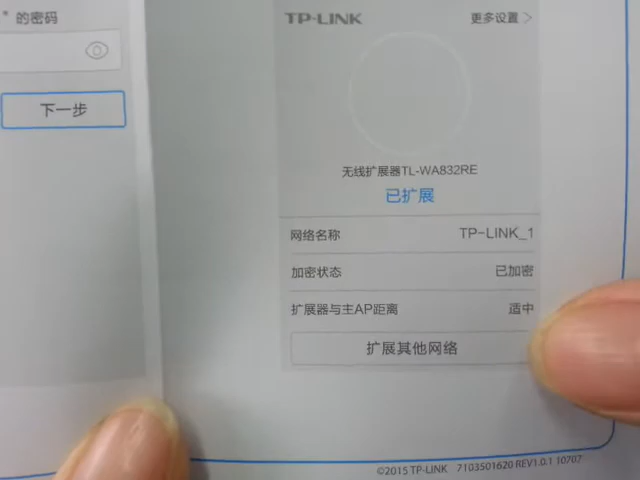 * 的密码
下一步
TP-LINK 更多设置 >
无线扩展器TL-WA832RE
已扩展
网络名称 TP-LINK_1
加密状态 已加密
扩展器与主AP距离 适中
扩展其他网络
©2015 TP-LINK 7103501620 REV1.0.1 10707